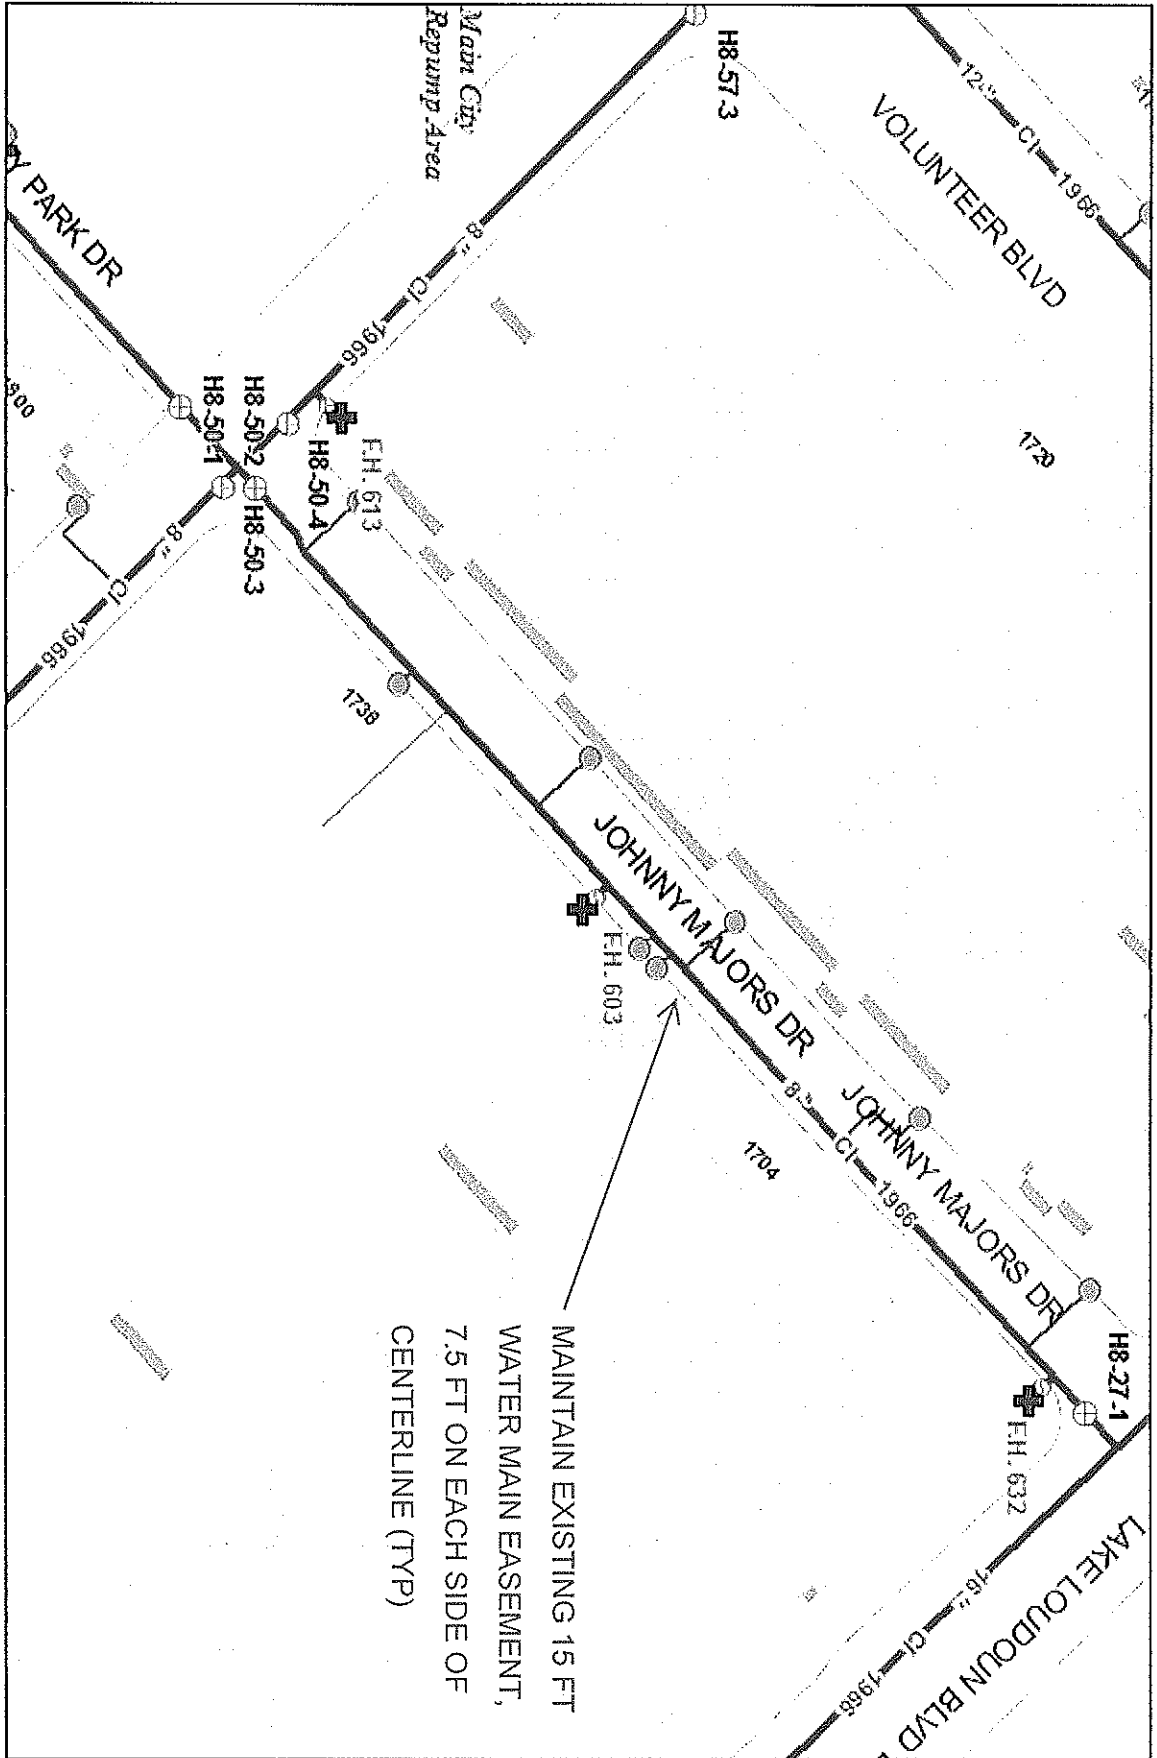 Main City
Repump Area
H8-57-3
12" CI 1966
VOLUNTEER BLVD
1720
8" CI 1966
PARK DR
H8-50-1
H8-50-2
H8-50-3
H8-50-4
F.H. 613
8" CI 1966
1738
JOHNNY MAJORS DR
F.H. 603
8" CI 1966
JOHNNY MAJORS DR
1704
H8-27-1
F.H. 632
16" CI 1966
LAKE LOUDOUN BLVD
MAINTAIN EXISTING 15 FT
WATER MAIN EASEMENT,
7.5 FT ON EACH SIDE OF
CENTERLINE (TYP)